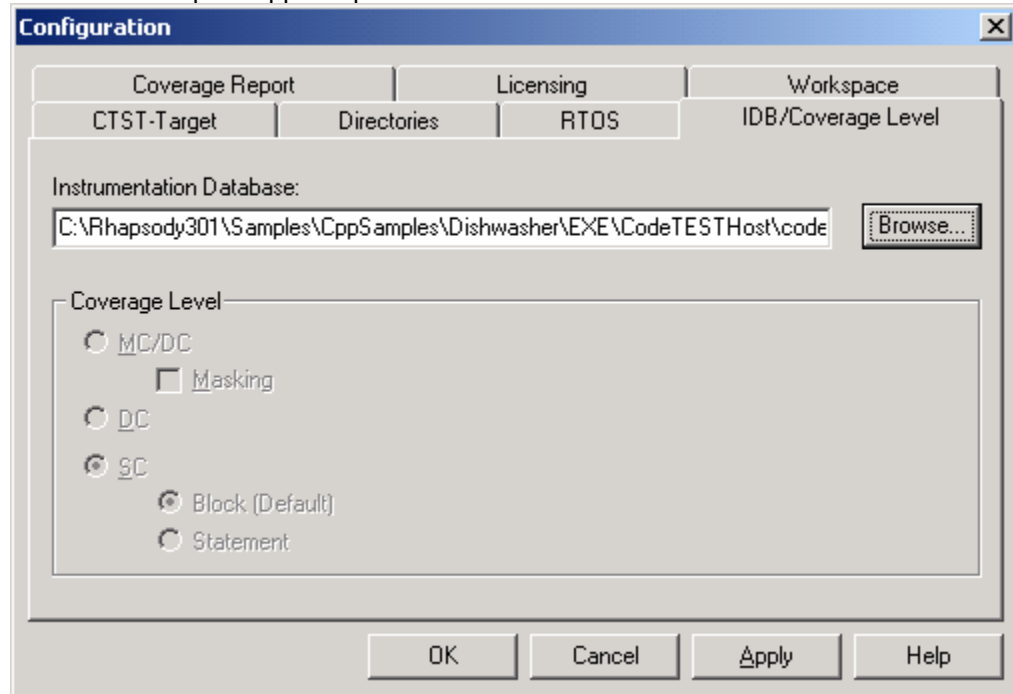 Configuration
Coverage Report Licensing Workspace
CTST-Target Directories RTOS IDB/Coverage Level
Instrumentation Database:
C:\Rhapsody301\Samples\CppSamples\Dishwasher\EXE\CodeTESTHost\code Browse...
Coverage Level
MC/DC
Masking
DC
SC
Block (Default)
Statement
OK Cancel Apply Help